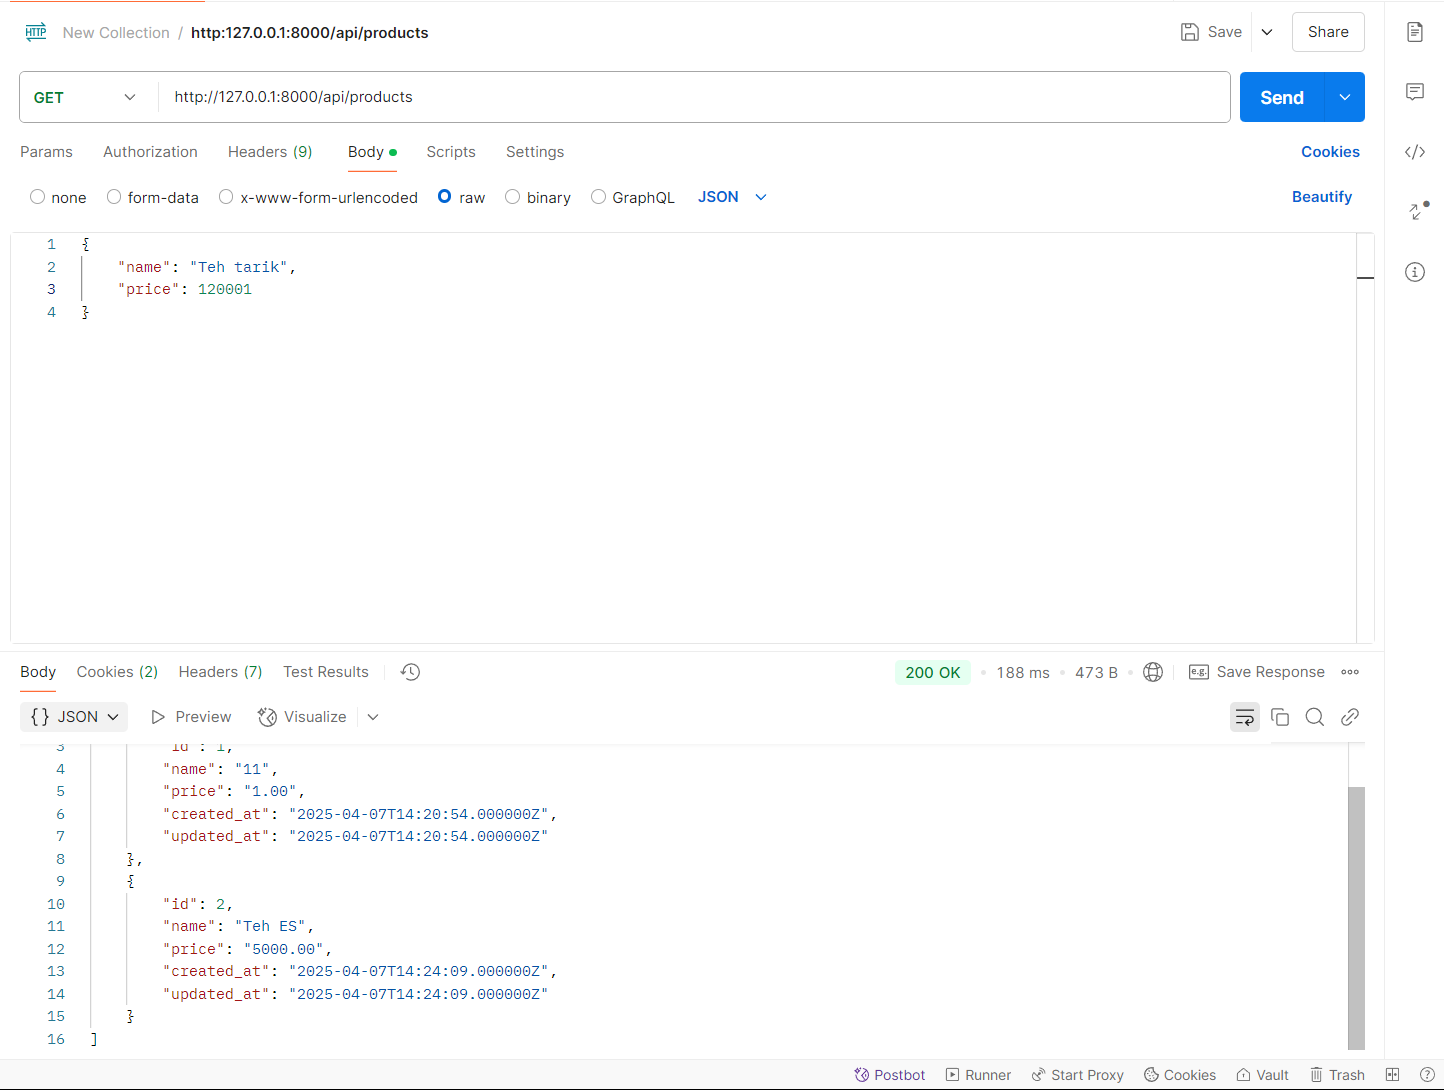 HTTP New Collection / http:127.0.0.1:8000/api/products Save Share
GET http://127.0.0.1:8000/api/products Send
Params Authorization Headers (9) Body Scripts Settings Cookies
none form-data x-www-form-urlencoded raw binary GraphQL JSON Beautify
1 {
2 "name": "Teh tarik",
3 "price": 120001
4 }
Body Cookies (2) Headers (7) Test Results 200 OK 188 ms 473 B e.g. Save Response
{} JSON Preview Visualize
3 "id": 1,
4 "name": "11",
5 "price": "1.00",
6 "created_at": "2025-04-07T14:20:54.000000Z",
7 "updated_at": "2025-04-07T14:20:54.000000Z"
8 },
9 {
10 "id": 2,
11 "name": "Teh ES",
12 "price": "5000.00",
13 "created_at": "2025-04-07T14:24:09.000000Z",
14 "updated_at": "2025-04-07T14:24:09.000000Z"
15 }
16 ]
Postbot Runner Start Proxy Cookies Vault Trash